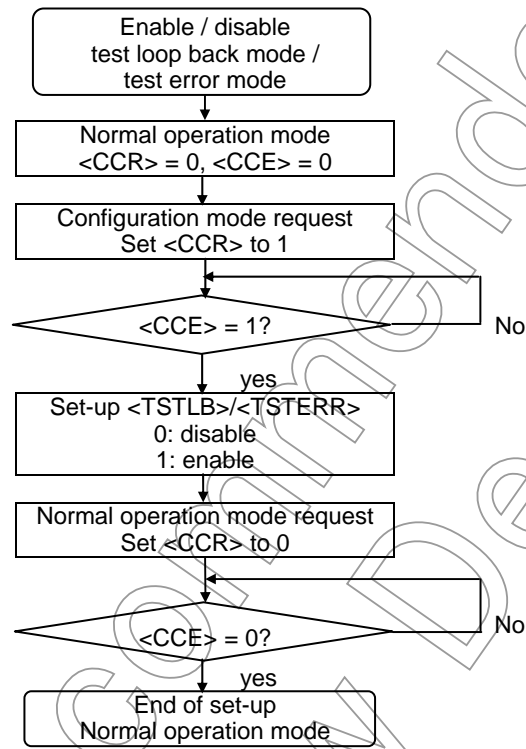 Enable / disable
test loop back mode /
test error mode
Normal operation mode
<CCR> = 0, <CCE> = 0
Configuration mode request
Set <CCR> to 1
<CCE> = 1?
No
yes
Set-up <TSTLB>/<TSTERR>
0: disable
1: enable
Normal operation mode request
Set <CCR> to 0
<CCE> = 0?
No
yes
End of set-up
Normal operation mode